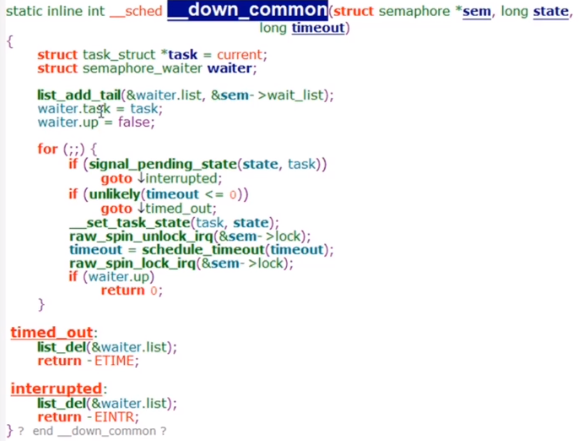 static inline int __sched __down_common(struct semaphore *sem, long state,
long timeout)
{
struct task_struct *task = current;
struct semaphore_waiter waiter;
list_add_tail(&waiter.list, &sem->wait_list);
waiter.task = task;
waiter.up = false;
for (;;) {
if (signal_pending_state(state, task))
goto ↓interrupted;
if (unlikely(timeout <= 0))
goto ↓timed_out;
__set_task_state(task, state);
raw_spin_unlock_irq(&sem->lock);
timeout = schedule_timeout(timeout);
raw_spin_lock_irq(&sem->lock);
if (waiter.up)
return 0;
}
timed_out:
list_del(&waiter.list);
return -ETIME;
interrupted:
list_del(&waiter.list);
return -EINTR;
} ? end __down_common ?